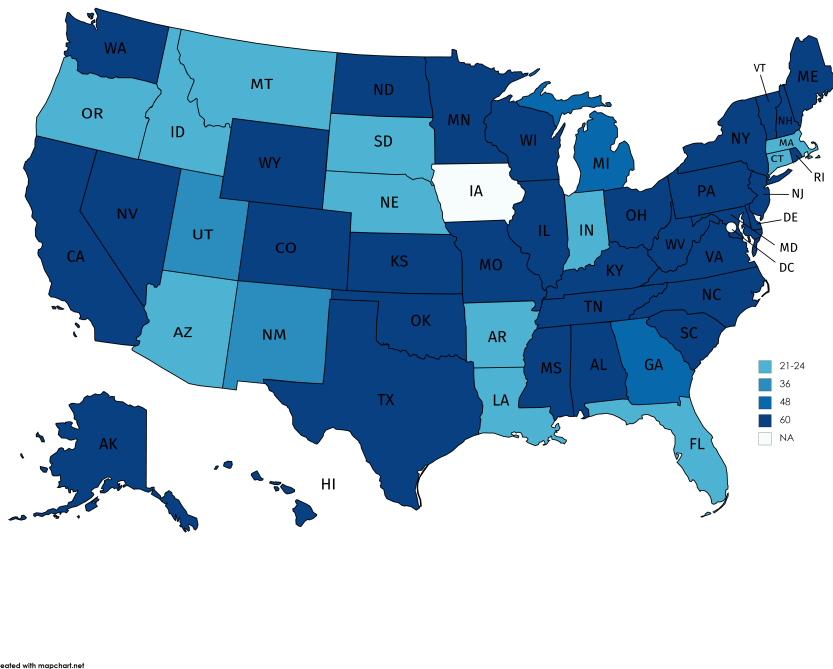 WA
MT
ND
MN
ME
VT
NH
OR
ID
SD
WI
MI
NY
MA
CT
RI
WY
NE
IA
PA
NJ
NV
UT
CO
KS
MO
IL
IN
OH
WV
VA
DE
MD
DC
CA
KY
NC
TN
AZ
NM
OK
AR
SC
MS
AL
GA
TX
LA
FL
AK
HI
21-24
36
48
60
NA
eated with mapchart.net